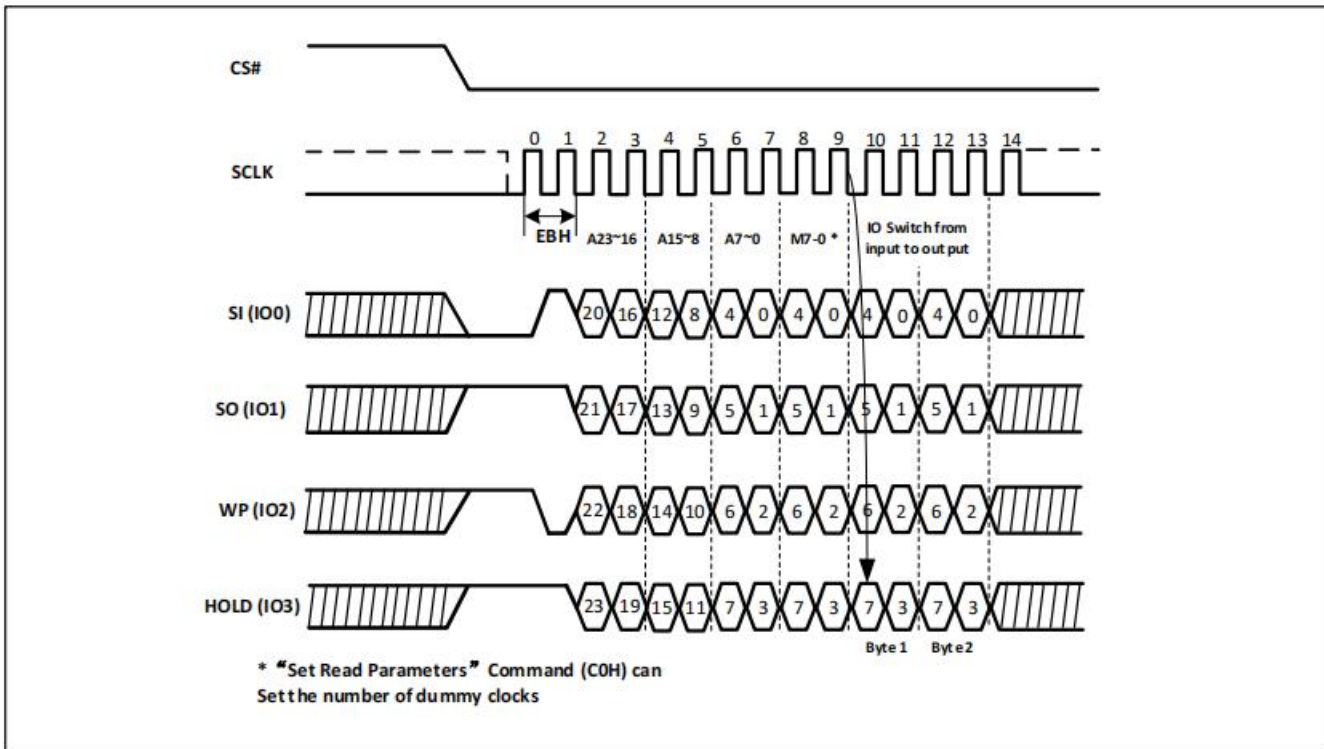 CS#
0 1 2 3 4 5 6 7 8 9 10 11 12 13 14
SCLK
EBH A23~16 A15~8 A7~0 M7-0 * IO Switch from
input to output
SI (IO0) 20 16 12 8 4 0 4 0 4 0 4 0
SO (IO1) 21 17 13 9 5 1 5 1 5 1 5 1
WP (IO2) 22 18 14 10 6 2 6 2 6 2 6 2
HOLD (IO3) 23 19 15 11 7 3 7 3 7 3 7 3
Byte 1 Byte 2
* “Set Read Parameters” Command (C0H) can
Set the number of dummy clocks